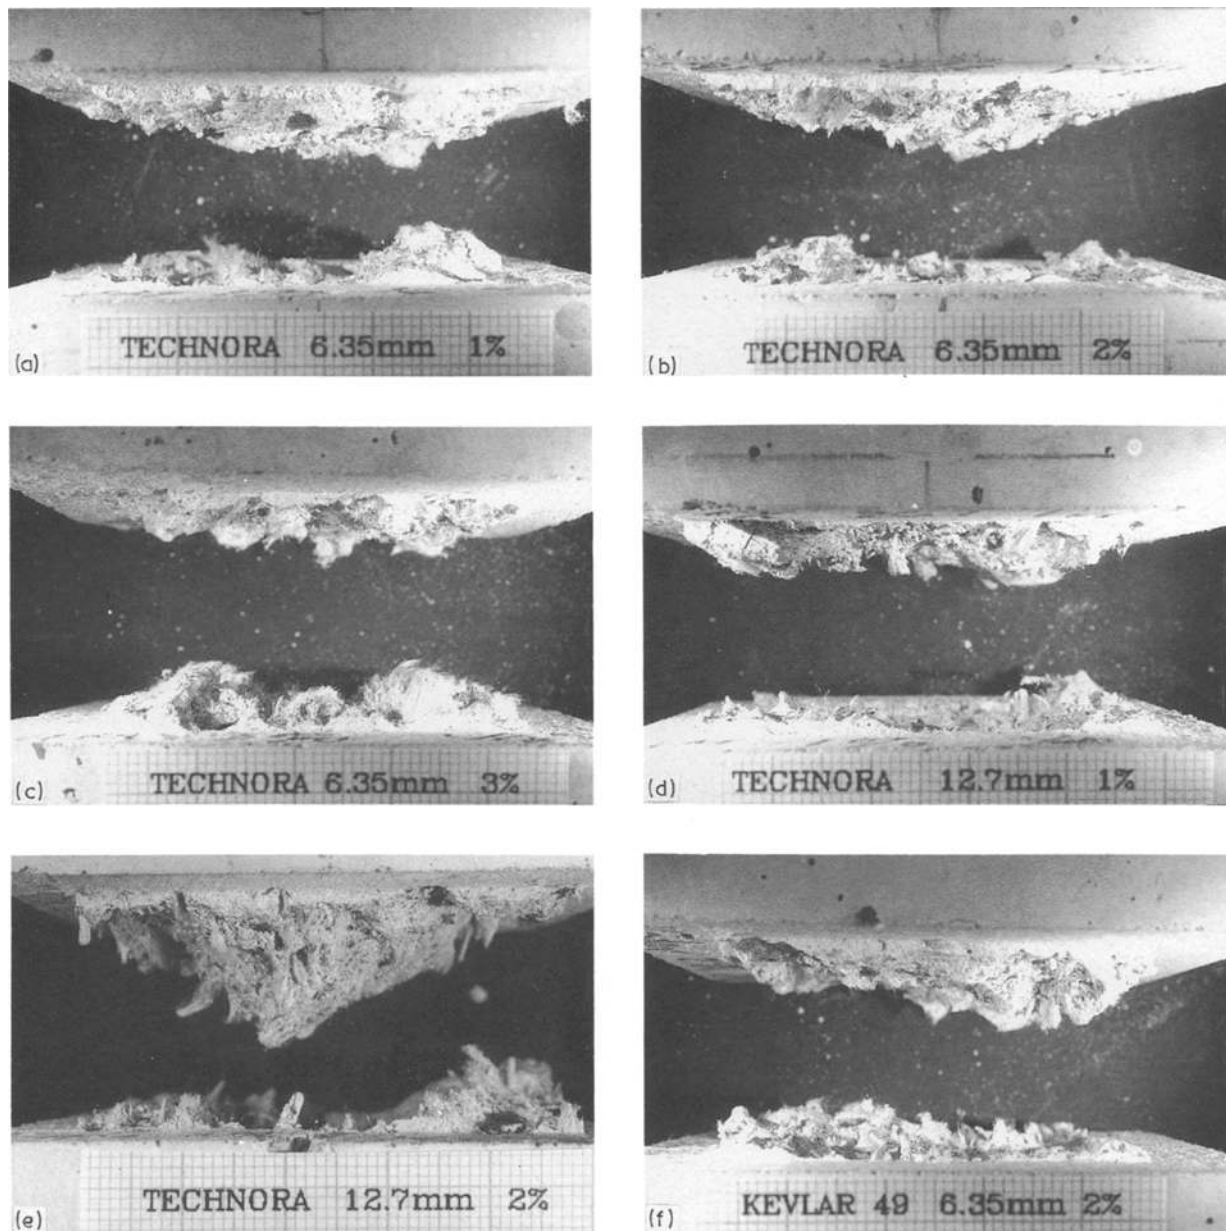 TECHNORA 6.35mm 1%
(a)
TECHNORA 6.35mm 2%
(b)
TECHNORA 6.35mm 3%
(c)
TECHNORA 12.7mm 1%
(d)
TECHNORA 12.7mm 2%
(e)
KEVLAR 49 6.35mm 2%
(f)